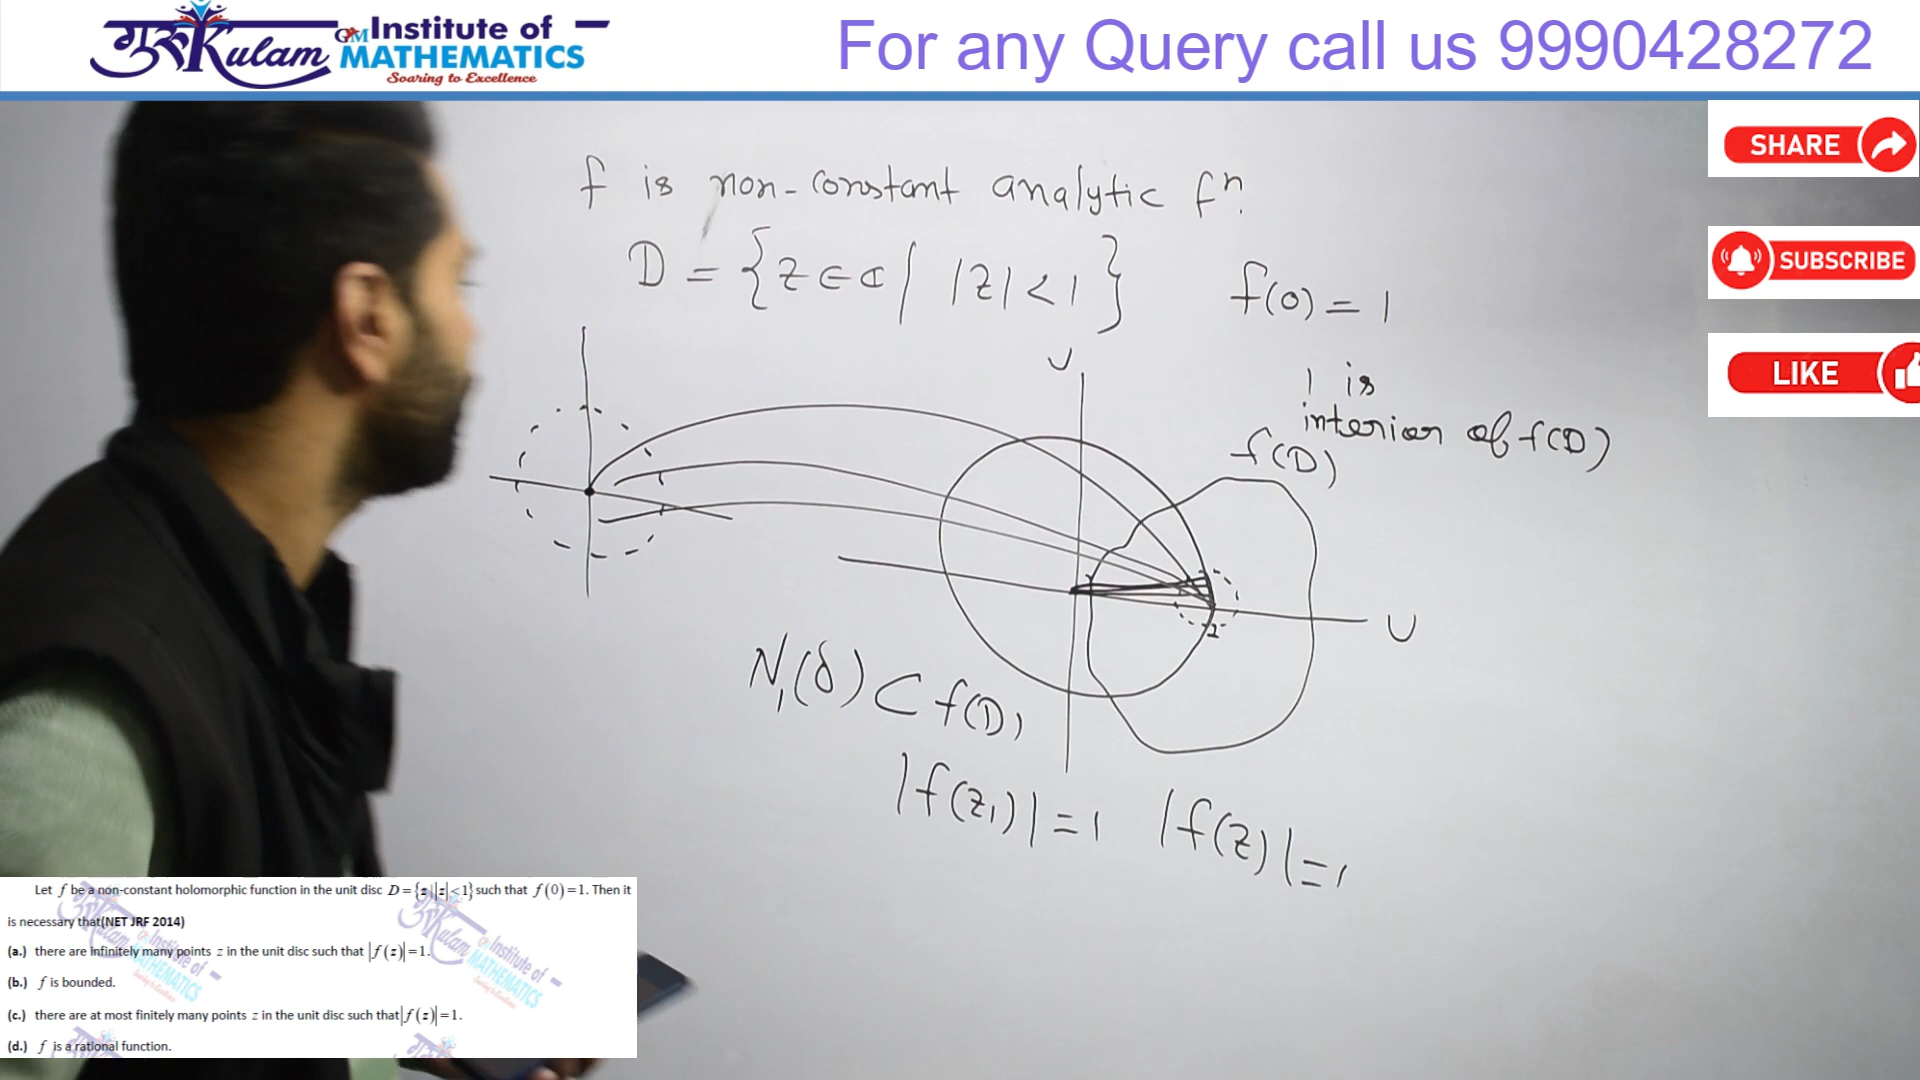 गुरुKulam
GM Institute of
MATHEMATICS
Soaring to Excellence
For any Query call us 9990428272
SHARE
SUBSCRIBE
LIKE
f is non-constant analytic fⁿ.
D = {z ∈ ℂ / |z| < 1}
f(0) = 1
1 is
interior of f(D)
f(D)
U
U
1
N₁(δ) ⊂ f(D)
|f(z₁)| = 1 |f(z)| = 1
Let f be a non-constant holomorphic function in the unit disc D = {z||z| < 1} such that f(0) = 1. Then it
is necessary that(NET JRF 2014)
(a.) there are infinitely many points z in the unit disc such that |f(z)| = 1.
(b.) f is bounded.
(c.) there are at most finitely many points z in the unit disc such that |f(z)| = 1.
(d.) f is a rational function.